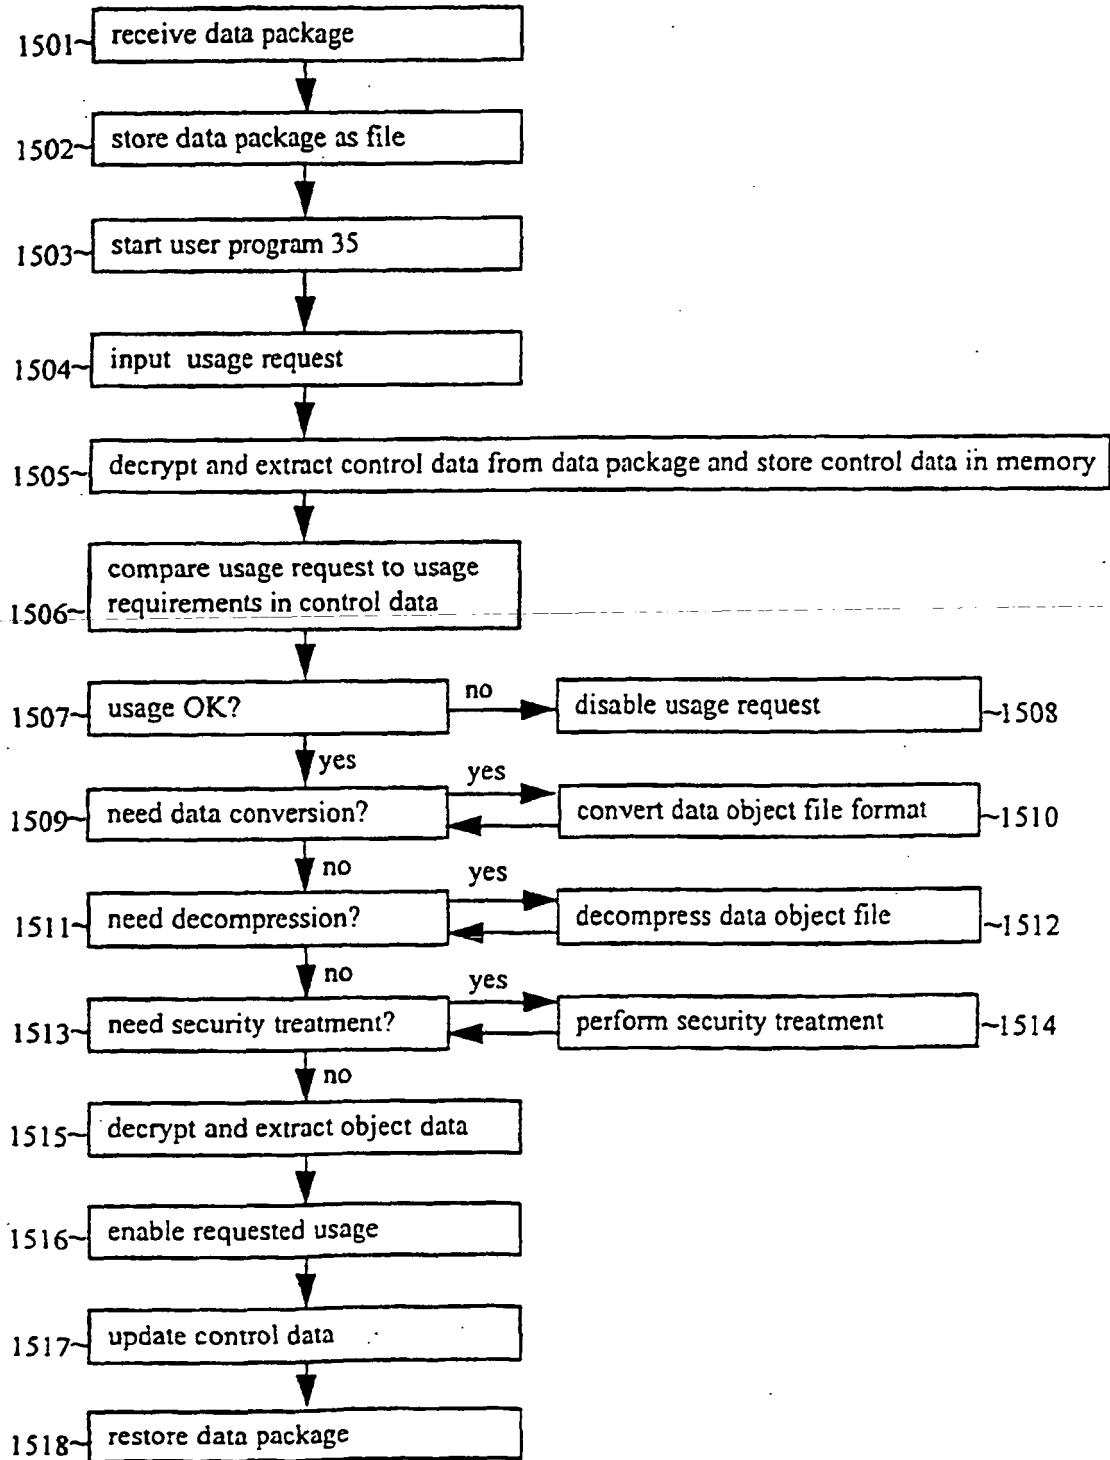 1501~ receive data package
1502~ store data package as file
1503~ start user program 35
1504~ input usage request
1505~ decrypt and extract control data from data package and store control data in memory
compare usage request to usage
1506~ requirements in control data
1507~ usage OK? no disable usage request ~1508
yes
yes
1509~ need data conversion? convert data object file format ~1510
no
yes
1511~ need decompression? decompress data object file ~1512
no
yes
1513~ need security treatment? perform security treatment ~1514
no
1515~ decrypt and extract object data
1516~ enable requested usage
1517~ update control data
1518~ restore data package